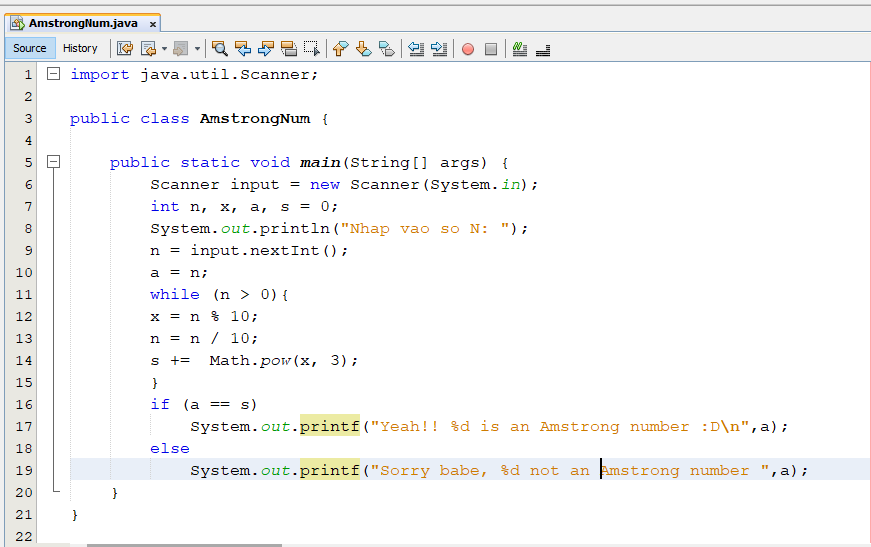 AmstrongNum.java ×
Source History
1 import java.util.Scanner;
2
3 public class AmstrongNum {
4
5 public static void main(String[] args) {
6 Scanner input = new Scanner(System.in);
7 int n, x, a, s = 0;
8 System.out.println("Nhap vao so N: ");
9 n = input.nextInt();
10 a = n;
11 while (n > 0){
12 x = n % 10;
13 n = n / 10;
14 s +=  Math.pow(x, 3);
15 }
16 if (a == s)
17 System.out.printf("Yeah!! %d is an Amstrong number :D\n",a);
18 else
19 System.out.printf("Sorry babe, %d not an Amstrong number ",a);
20 }
21 }
22